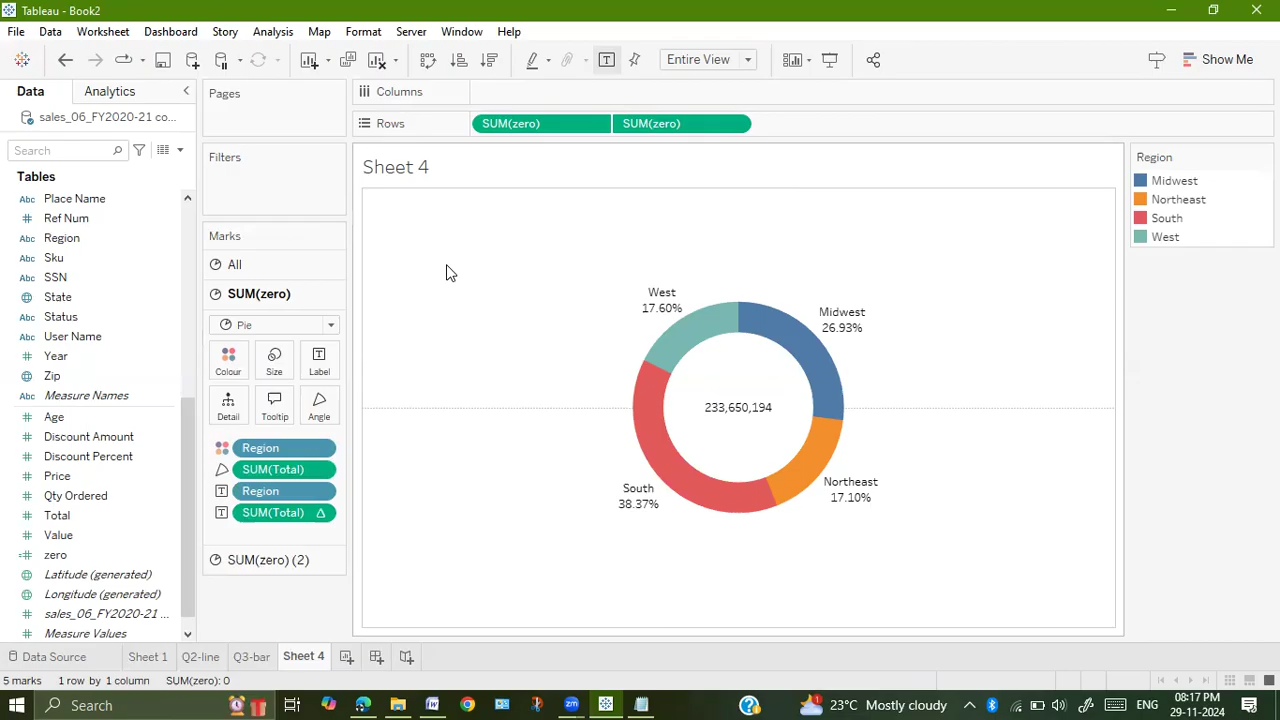 Tableau - Book2
File Data Worksheet Dashboard Story Analysis Map Format Server Window Help
Entire View
Show Me
Data Analytics
sales_06_FY2020-21 co...
Search
Tables
Place Name
Ref Num
Region
Sku
SSN
State
Status
User Name
Year
Zip
Measure Names
Age
Discount Amount
Discount Percent
Price
Qty Ordered
Total
Value
zero
Latitude (generated)
Longitude (generated)
sales_06_FY2020-21 ...
Measure Values
Pages
Filters
Marks
All
SUM(zero)
Pie
Colour Size Label
Detail Tooltip Angle
Region
SUM(Total)
Region
SUM(Total) Δ
SUM(zero) (2)
Columns
Rows SUM(zero) SUM(zero)
Sheet 4
West
17.60%
Midwest
26.93%
233,650,194
South
38.37%
Northeast
17.10%
Region
Midwest
Northeast
South
West
Data Source Sheet 1 Q2-line Q3-bar Sheet 4
5 marks 1 row by 1 column SUM(zero): 0
Search
23°C Mostly cloudy
ENG
08:17 PM
29-11-2024